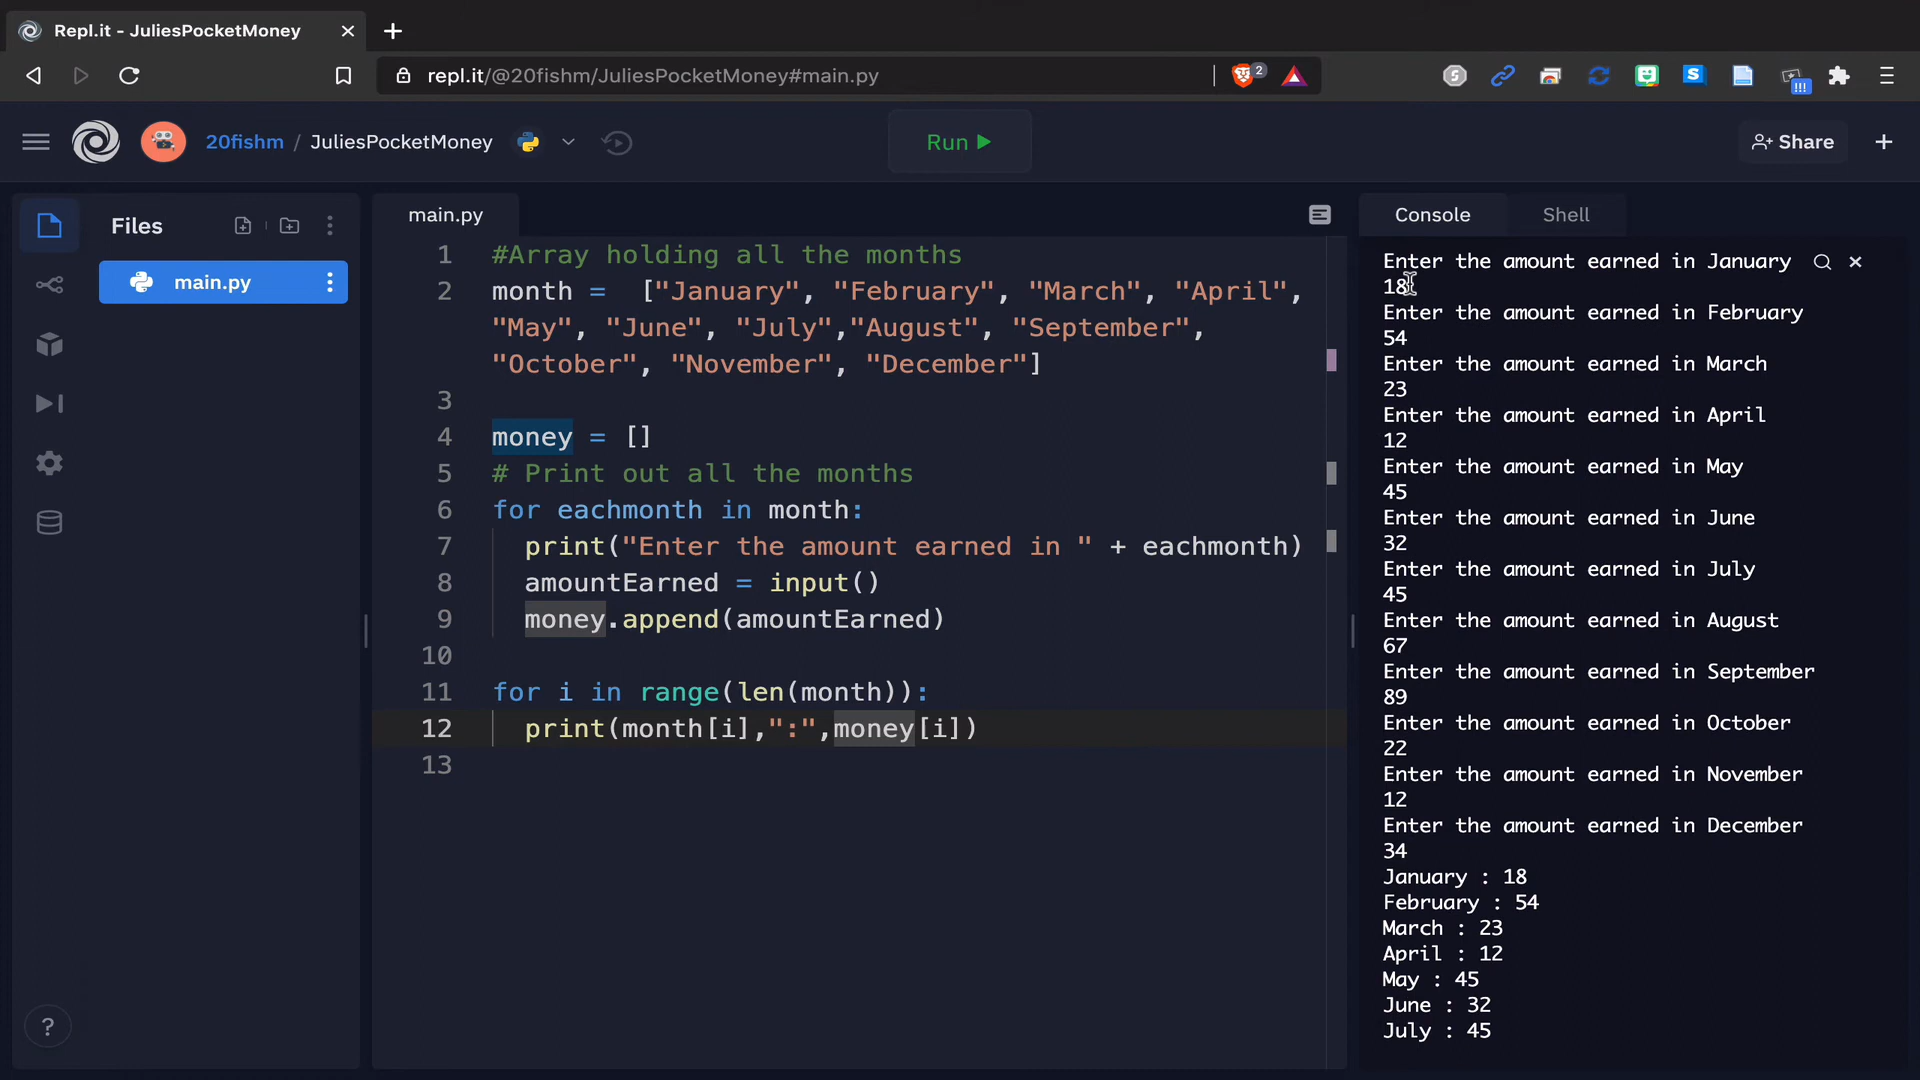 Repl.it - JuliesPocketMoney
repl.it/@20fishm/JuliesPocketMoney#main.py
2
S
S
!!!
20fishm / JuliesPocketMoney
Run
Share
Files
main.py
main.py
1 #Array holding all the months
2 month =  ["January", "February", "March", "April",
"May", "June", "July","August", "September",
"October", "November", "December"]
3
4 money = []
5 # Print out all the months
6 for eachmonth in month:
7 print("Enter the amount earned in " + eachmonth)
8 amountEarned = input()
9 money.append(amountEarned)
10
11 for i in range(len(month)):
12 print(month[i],":",money[i])
13
?
Console
Shell
Enter the amount earned in January
18
Enter the amount earned in February
54
Enter the amount earned in March
23
Enter the amount earned in April
12
Enter the amount earned in May
45
Enter the amount earned in June
32
Enter the amount earned in July
45
Enter the amount earned in August
67
Enter the amount earned in September
89
Enter the amount earned in October
22
Enter the amount earned in November
12
Enter the amount earned in December
34
January : 18
February : 54
March : 23
April : 12
May : 45
June : 32
July : 45